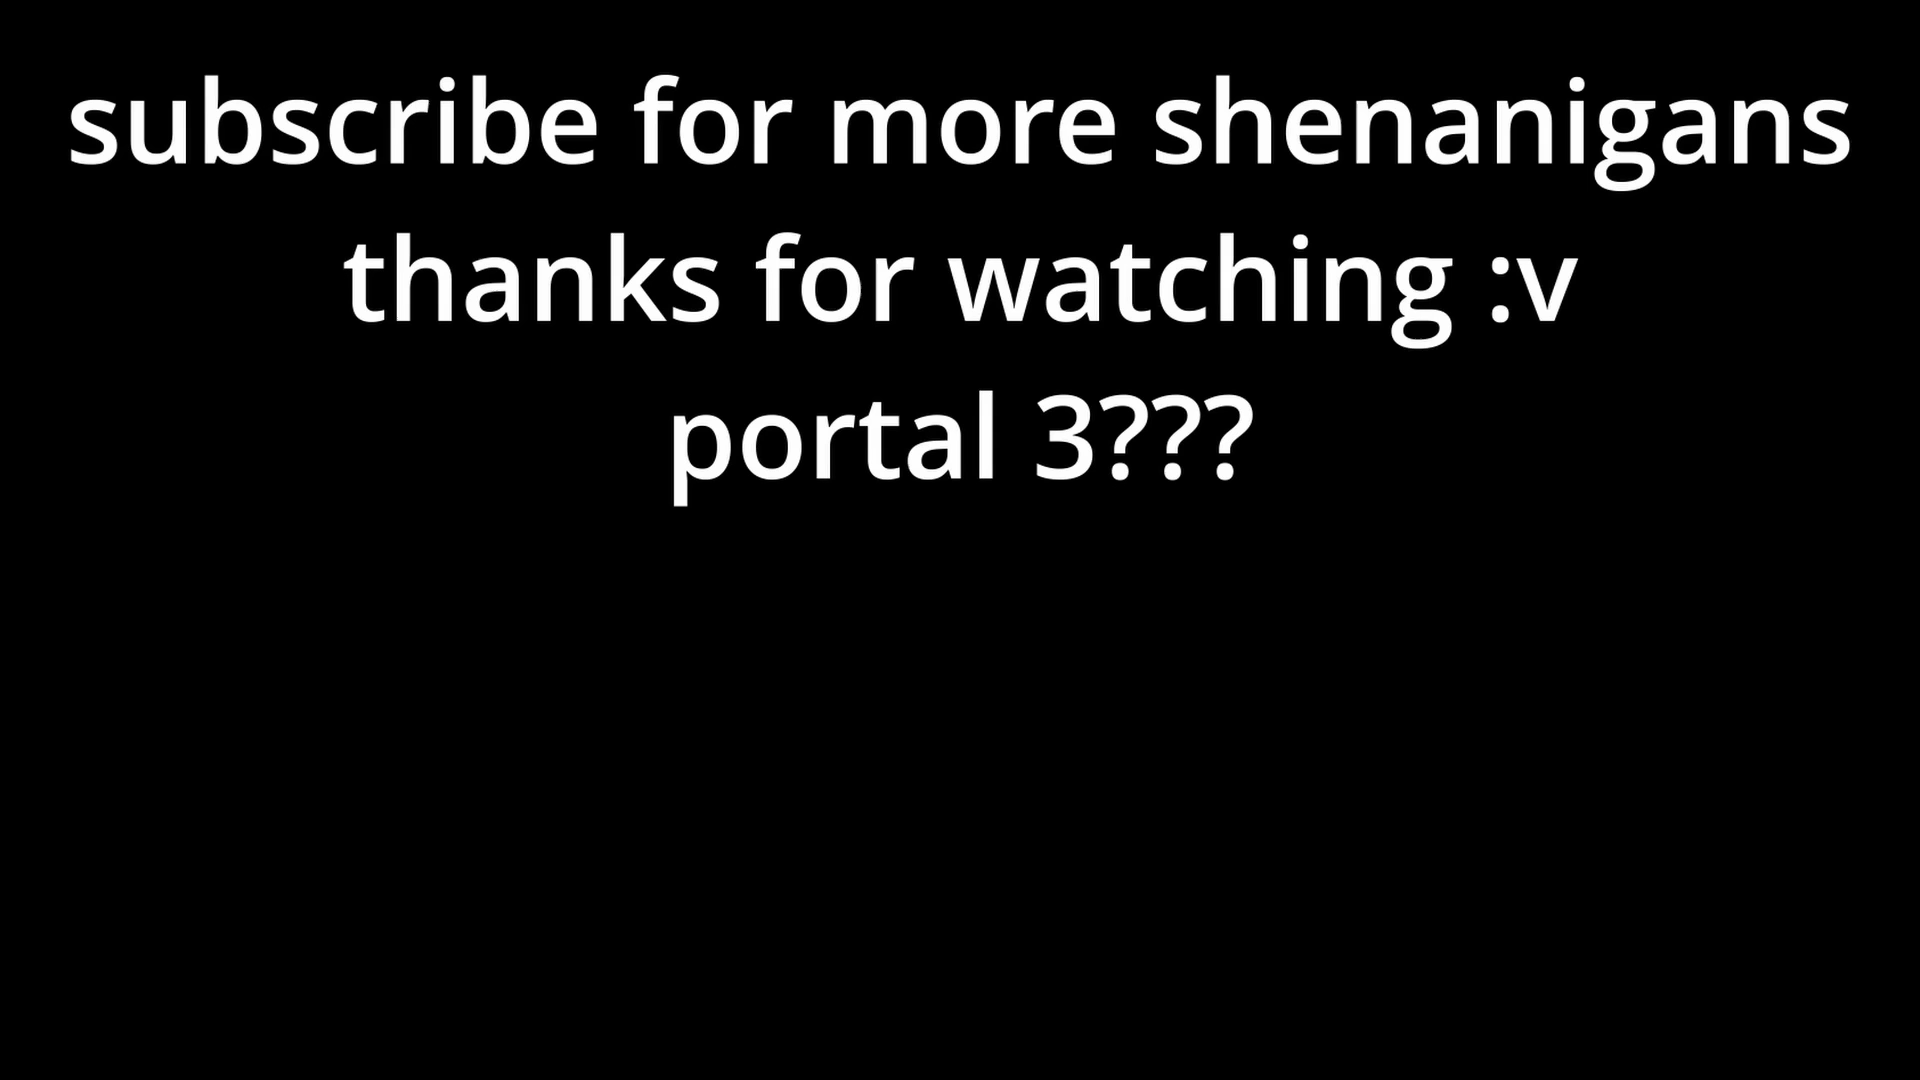 subscribe for more shenanigans
thanks for watching :v
portal 3???